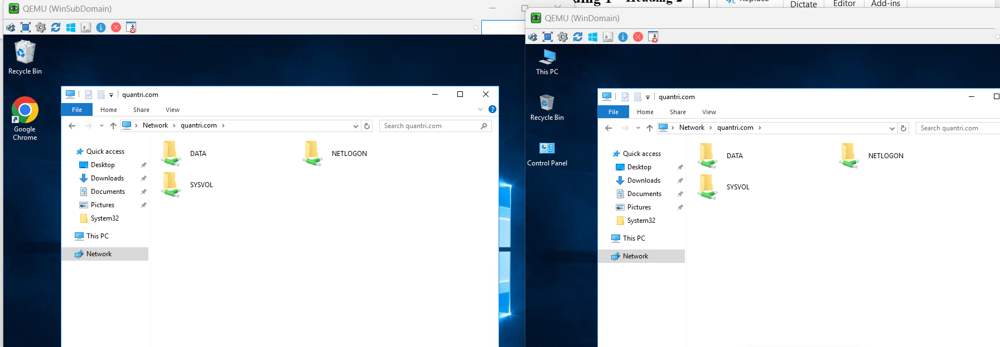 QEMU (WinSubDomain)
Recycle Bin
Google
Chrome
quantri.com
File Home Share View
Network quantri.com
Search quantri.com
Quick access
Desktop
Downloads
Documents
Pictures
System32
This PC
Network
DATA
NETLOGON
SYSVOL
Heading 2
Dictate
Editor
Add-ins
QEMU (WinDomain)
This PC
Recycle Bin
Control Panel
quantri.com
File Home Share View
Network quantri.com
Search quantri.com
Quick access
Desktop
Downloads
Documents
Pictures
System32
This PC
Network
DATA
NETLOGON
SYSVOL